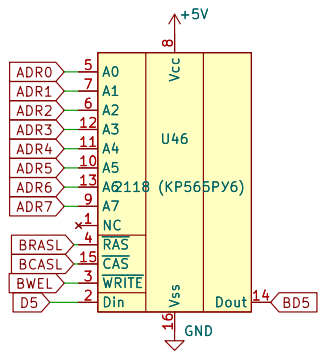 +5V
8
Vcc
ADR0 5 A0
ADR1 7 A1
ADR2 6 A2
ADR3 12 A3
U46
ADR4 11 A4
ADR5 10 A5
ADR6 13 A6 2118 (КР565РУ6)
ADR7 9 A7
1 NC
BRASL 4 RAS
BCASL 15 CAS
BWEL 3 WRITE
D5 2 Din Vss Dout 14 BD5
16
GND